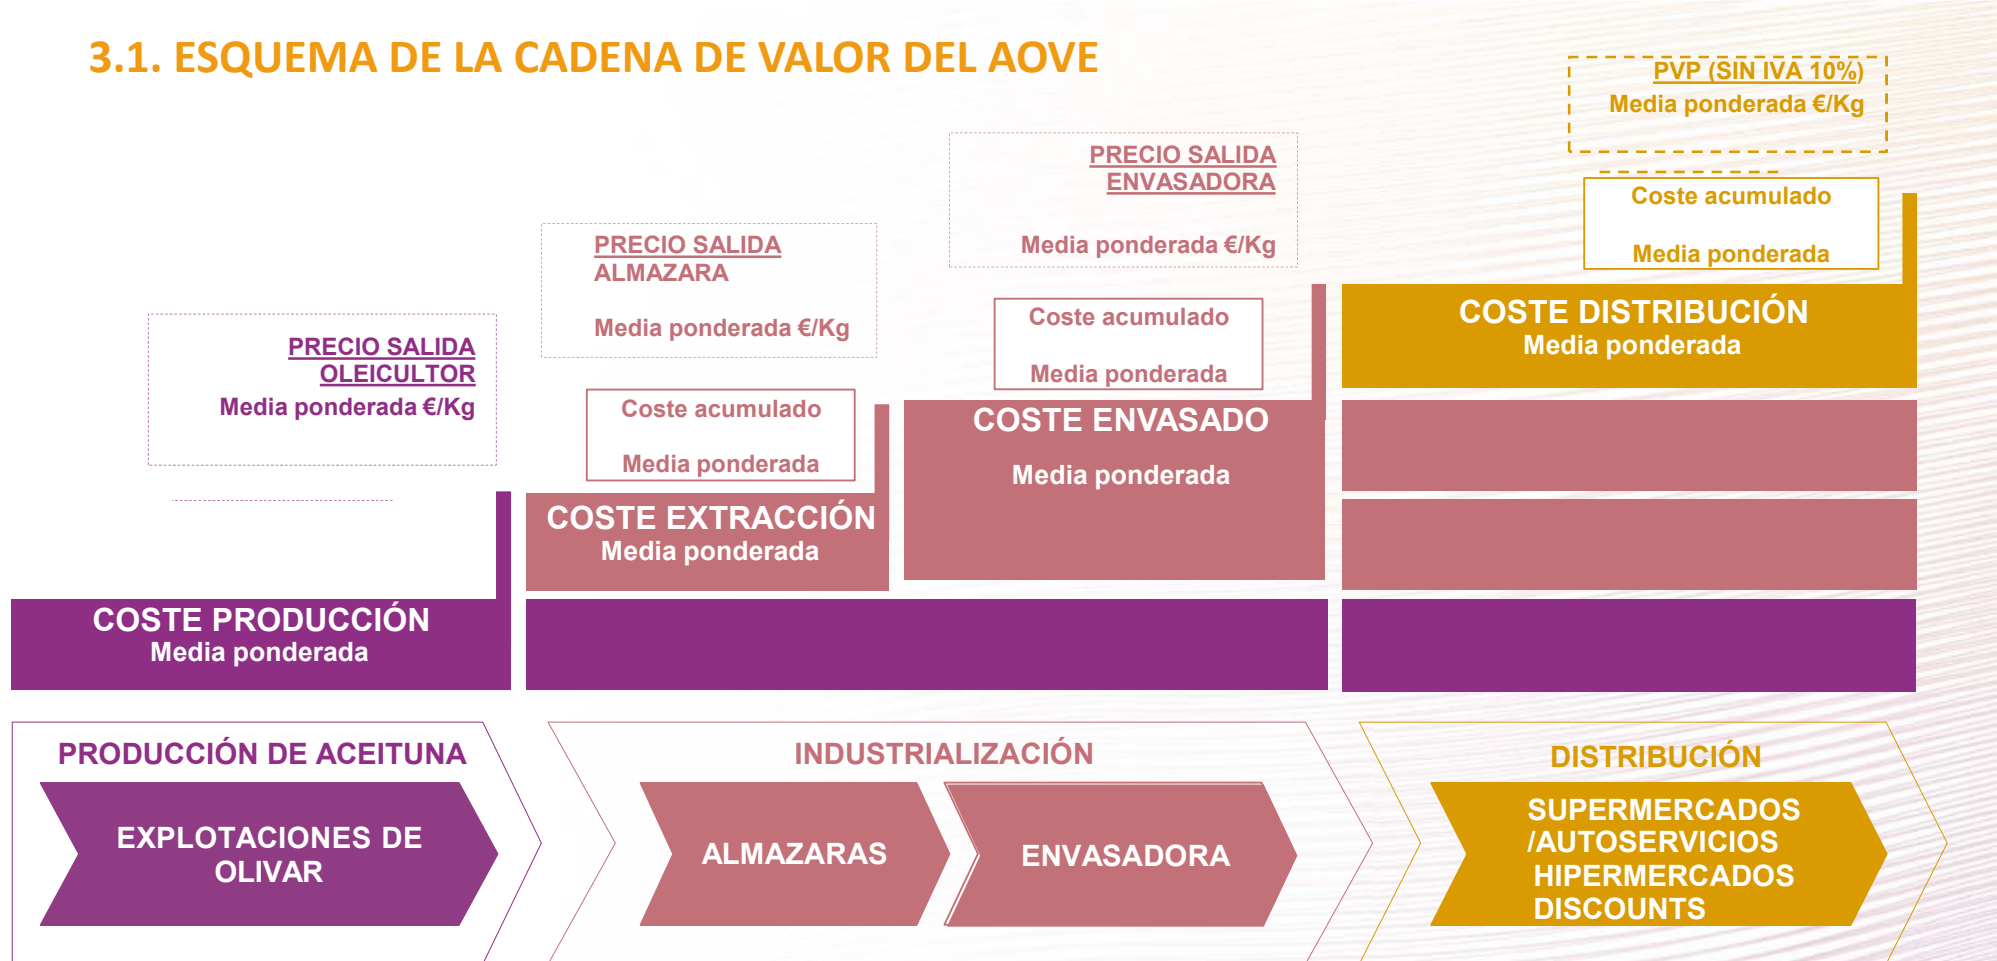 3.1. ESQUEMA DE LA CADENA DE VALOR DEL AOVE
PVP (SIN IVA 10%)
Media ponderada €/Kg
PRECIO SALIDA
ENVASADORA
Media ponderada €/Kg
Coste acumulado
Media ponderada
PRECIO SALIDA
ALMAZARA
Media ponderada €/Kg
COSTE DISTRIBUCIÓN
Media ponderada
Coste acumulado
Media ponderada
PRECIO SALIDA
OLEICULTOR
Media ponderada €/Kg
Coste acumulado
Media ponderada
COSTE ENVASADO
Media ponderada
COSTE EXTRACCIÓN
Media ponderada
COSTE PRODUCCIÓN
Media ponderada
PRODUCCIÓN DE ACEITUNA
EXPLOTACIONES DE
OLIVAR
INDUSTRIALIZACIÓN
ALMAZARAS
ENVASADORA
DISTRIBUCIÓN
SUPERMERCADOS
/AUTOSERVICIOS
HIPERMERCADOS
DISCOUNTS